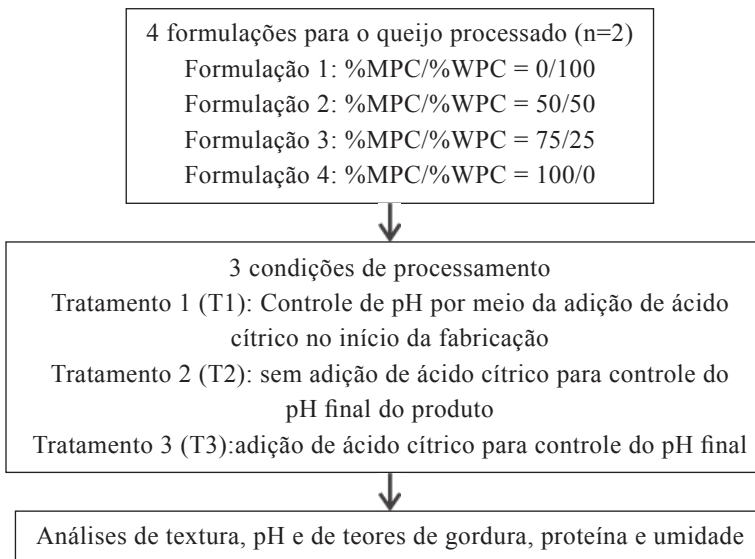 4 formulações para o queijo processado (n=2)
Formulação 1: %MPC/%WPC = 0/100
Formulação 2: %MPC/%WPC = 50/50
Formulação 3: %MPC/%WPC = 75/25
Formulação 4: %MPC/%WPC = 100/0
3 condições de processamento
Tratamento 1 (T1): Controle de pH por meio da adição de ácido
cítrico no início da fabricação
Tratamento 2 (T2): sem adição de ácido cítrico para controle do
pH final do produto
Tratamento 3 (T3):adição de ácido cítrico para controle do pH final
Análises de textura, pH e de teores de gordura, proteína e umidade